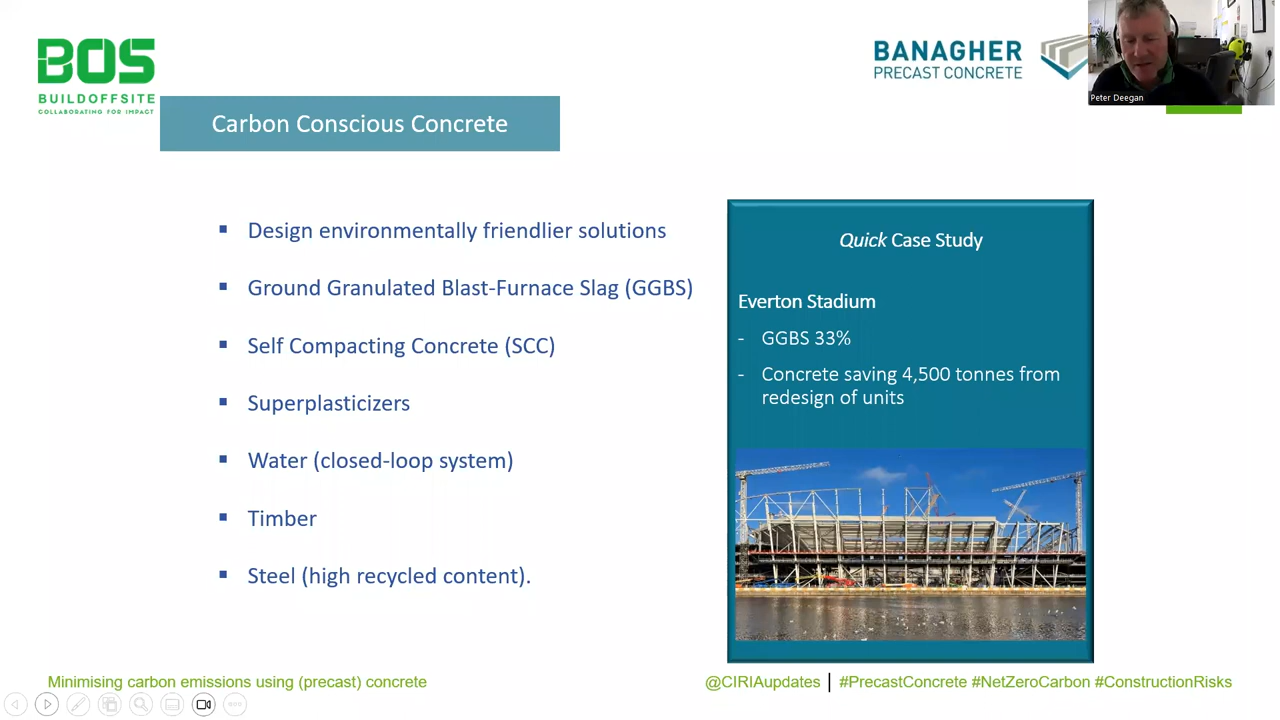 BOS
BUILDOFFSITE
COLLABORATING FOR IMPACT
BANAGHER
PRECAST CONCRETE
Peter Deegan
Carbon Conscious Concrete
▪ Design environmentally friendlier solutions
▪ Ground Granulated Blast-Furnace Slag (GGBS)
▪ Self Compacting Concrete (SCC)
▪ Superplasticizers
▪ Water (closed-loop system)
▪ Timber
▪ Steel (high recycled content).
Quick Case Study
Everton Stadium
- GGBS 33%
- Concrete saving 4,500 tonnes from
redesign of units
Minimising carbon emissions using (precast) concrete
@CIRIAupdates | #PrecastConcrete #NetZeroCarbon #ConstructionRisks